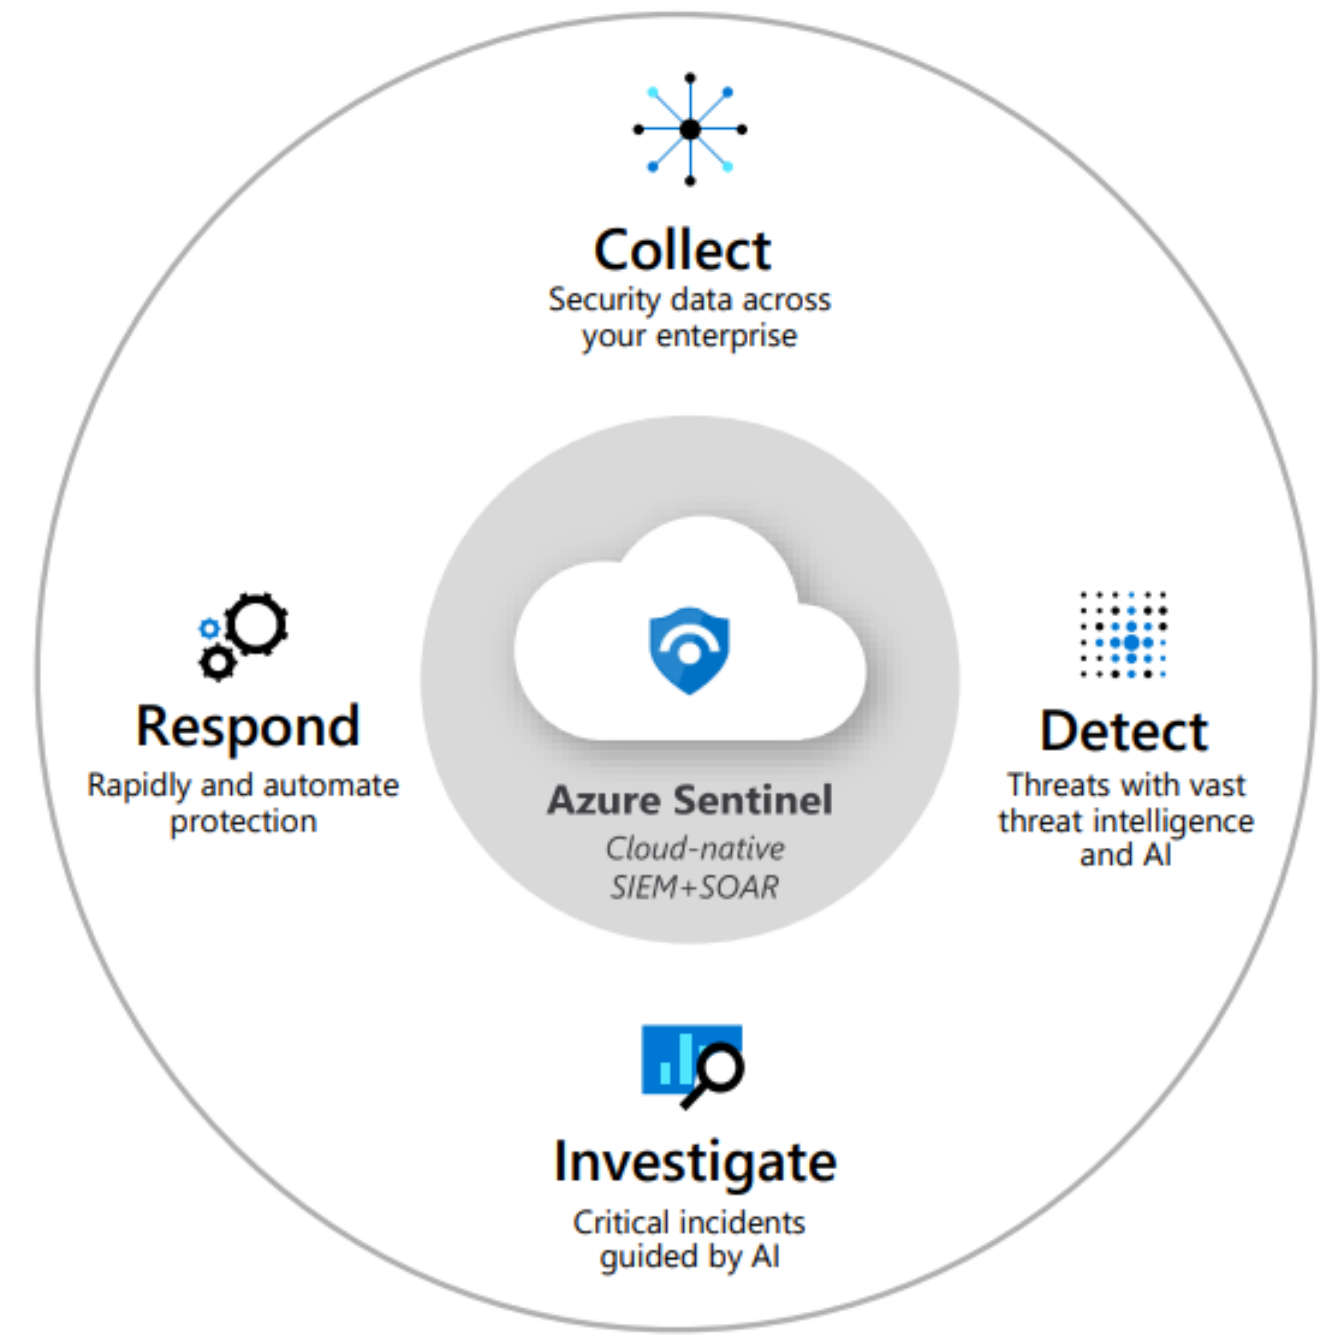 Collect
Security data across
your enterprise
Respond
Rapidly and automate
protection
Azure Sentinel
Cloud-native
SIEM+SOAR
Detect
Threats with vast
threat intelligence
and AI
Investigate
Critical incidents
guided by AI